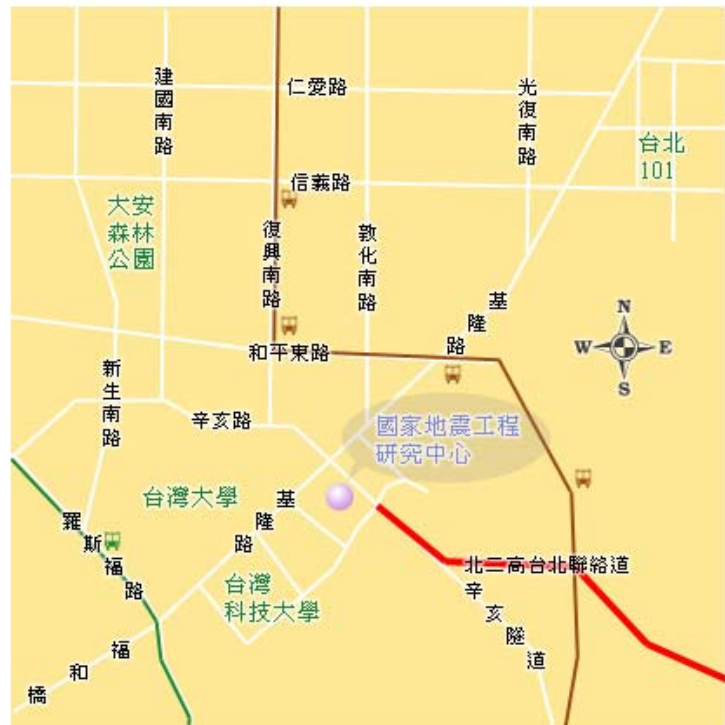 建國南路
仁愛路
光復南路
台北
101
信義路
大安
森林
公園
復興南路
敦化南路
基隆路
N
W
E
S
和平東路
新生南路
辛亥路
國家地震工程
研究中心
台灣大學
基隆路
羅斯福路
北二高台北聯絡道
台灣
科技大學
辛亥隧道
福和橋